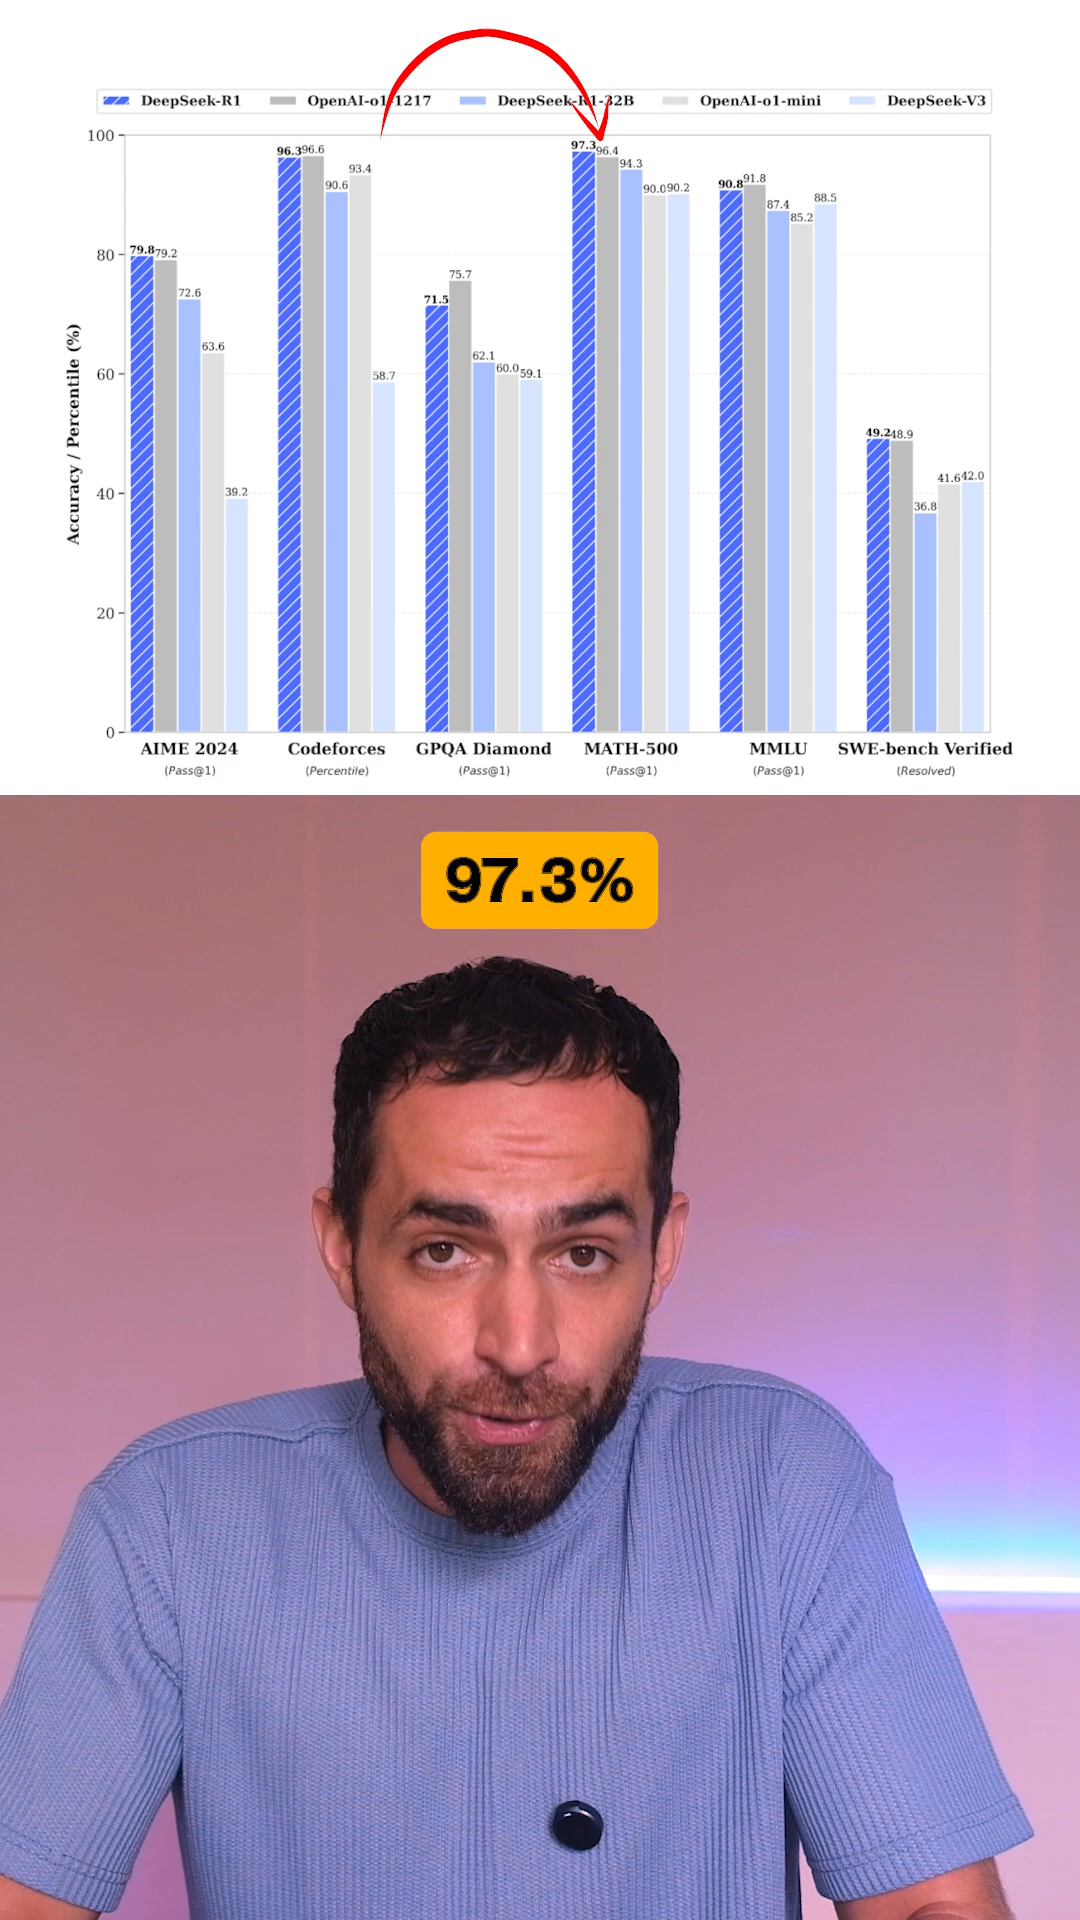 DeepSeek-R1 OpenAI-o1-1217 DeepSeek-R1-32B OpenAI-o1-mini DeepSeek-V3
Accuracy / Percentile (%)
100
80
60
40
20
0
79.8 79.2 72.6 63.6 39.2
96.3 96.6 90.6 93.4 58.7
71.5 75.7 62.1 60.0 59.1
97.3 96.4 94.3 90.0 90.2
90.8 91.8 87.4 85.2 88.5
49.2 48.9 36.8 41.6 42.0
AIME 2024 Codeforces GPQA Diamond MATH-500 MMLU SWE-bench Verified
(Pass@1) (Percentile) (Pass@1) (Pass@1) (Pass@1) (Resolved)
97.3%